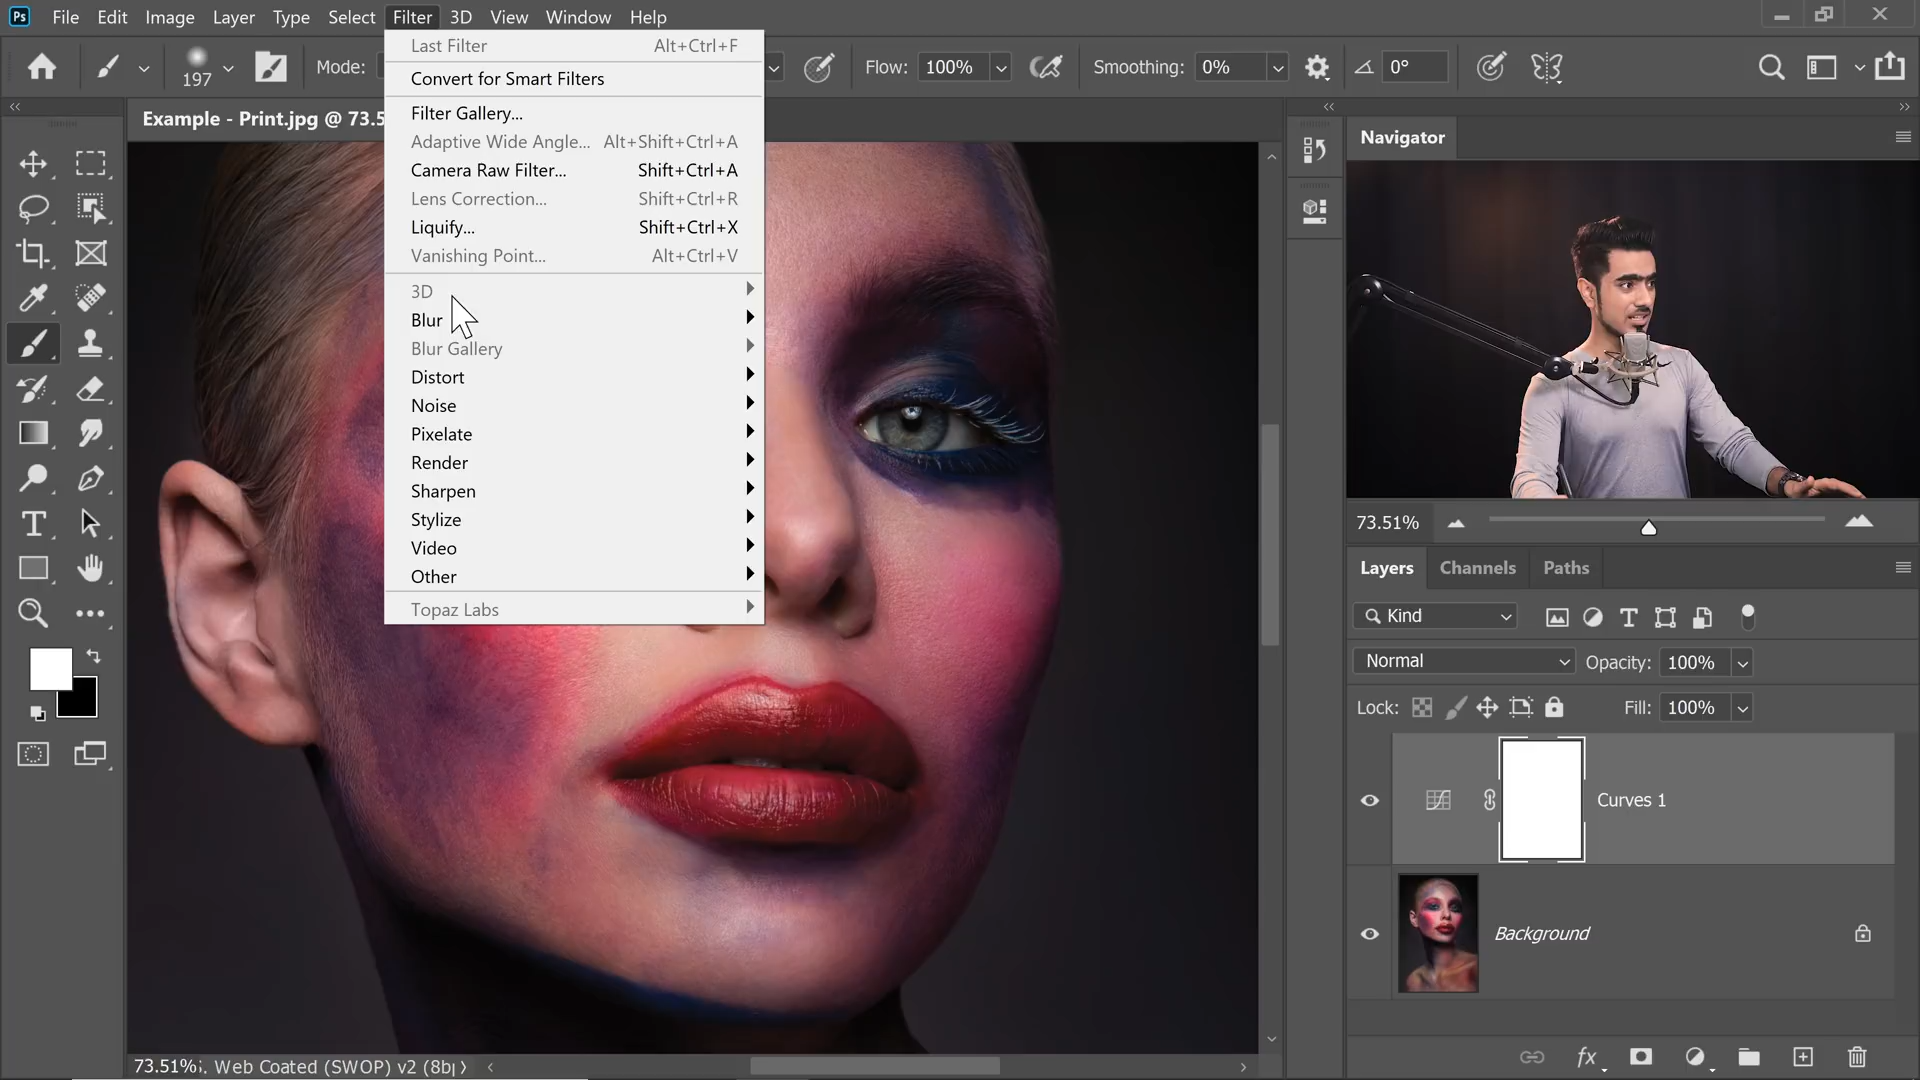 Ps File Edit Image Layer Type Select Filter 3D View Window Help
197 Mode: Flow: 100% Smoothing: 0% 0°
Example - Print.jpg @ 73.5
Last Filter Alt+Ctrl+F
Convert for Smart Filters
Filter Gallery...
Adaptive Wide Angle... Alt+Shift+Ctrl+A
Camera Raw Filter... Shift+Ctrl+A
Lens Correction... Shift+Ctrl+R
Liquify... Shift+Ctrl+X
Vanishing Point... Alt+Ctrl+V
3D
Blur
Blur Gallery
Distort
Noise
Pixelate
Render
Sharpen
Stylize
Video
Other
Topaz Labs
Navigator
73.51%
Layers Channels Paths
Kind
Normal Opacity: 100%
Lock: Fill: 100%
Curves 1
Background
fx
73.51% Web Coated (SWOP) v2 (8b